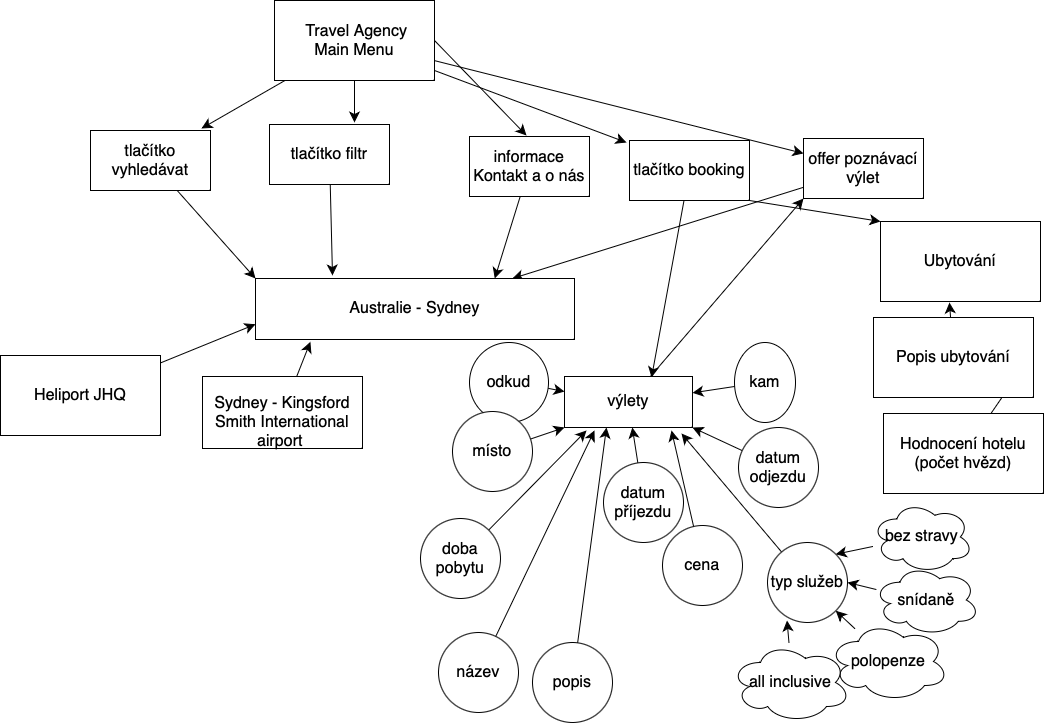 Travel Agency
Main Menu
tlačítko
vyhledávat
tlačítko filtr
informace
Kontakt a o nás
tlačítko booking
offer poznávací
výlet
Ubytování
Australie - Sydney
Popis ubytování
Heliport JHQ
Sydney - Kingsford
Smith International
airport
odkud
výlety
kam
místo
Hodnocení hotelu
(počet hvězd)
datum
odjezdu
datum
příjezdu
doba
pobytu
cena
typ služeb
bez stravy
snídaně
polopenze
all inclusive
název
popis